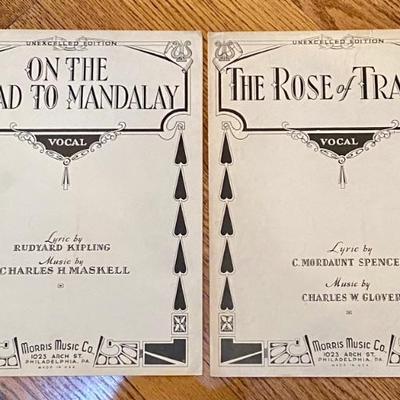 UNEXCELLED EDITION
ON THE
AD TO MANDALAY
VOCAL
Lyric by
RUDYARD KIPLING
Music by
CHARLES H. MASKELL
MORRIS MUSIC CO.
1023 ARCH ST.
PHILADELPHIA, PA.
MADE IN U.S.A.
UNEXCELLED EDITION
THE ROSE of TRA
VOCAL
Lyric by
C. MORDAUNT SPENCE
Music by
CHARLES W. GLOVER
MORRIS MUSIC CO.
1023 ARCH ST.
PHILADELPHIA, PA.
MADE IN U.S.A.